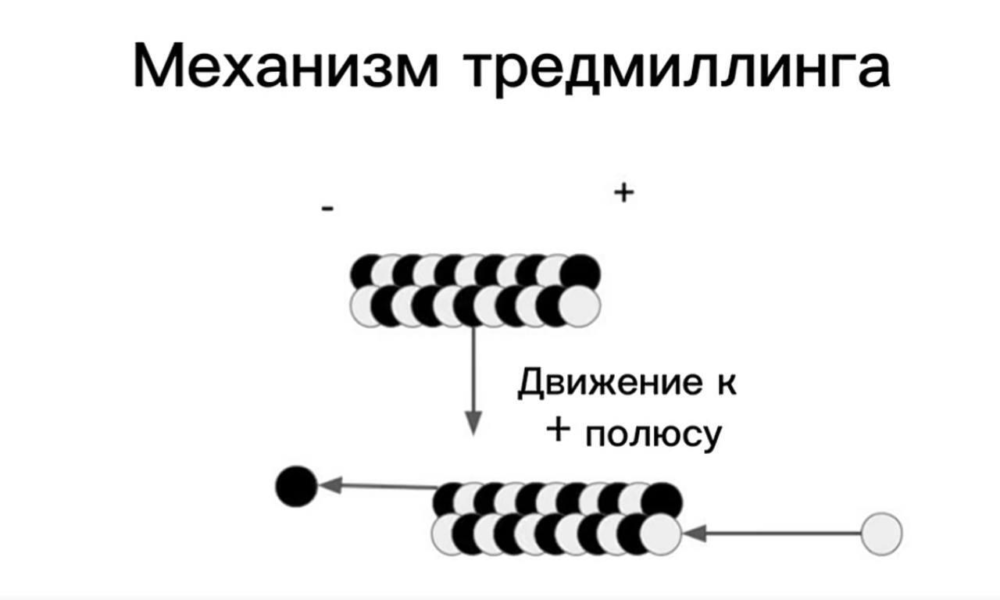 Механизм тредмиллинга
- +
Движение к
+ полюсу